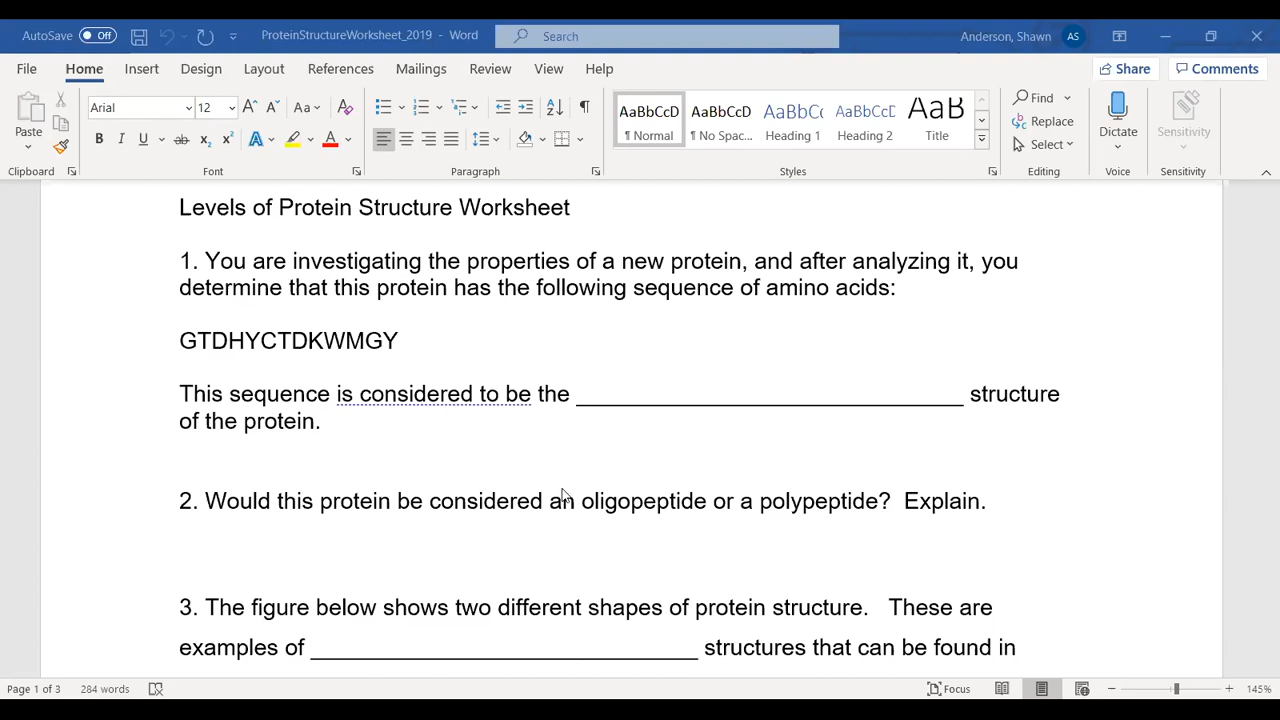 AutoSave Off ProteinStructureWorksheet_2019 - Word Search Anderson, Shawn AS
File Home Insert Design Layout References Mailings Review View Help Share Comments
Paste Arial 12 Aa AaBbCcD AaBbCcD AaBbCc AaBbCcD AaB Find Replace Select Dictate Sensitivity
¶ Normal ¶ No Spac... Heading 1 Heading 2 Title
Clipboard Font Paragraph Styles Editing Voice Sensitivity
Levels of Protein Structure Worksheet
1. You are investigating the properties of a new protein, and after analyzing it, you
determine that this protein has the following sequence of amino acids:
GTDHYCTDKWMGY
This sequence is considered to be the ________________________________ structure
of the protein.
2. Would this protein be considered an oligopeptide or a polypeptide? Explain.
3. The figure below shows two different shapes of protein structure. These are
examples of ________________________________ structures that can be found in
Page 1 of 3 284 words Focus 145%